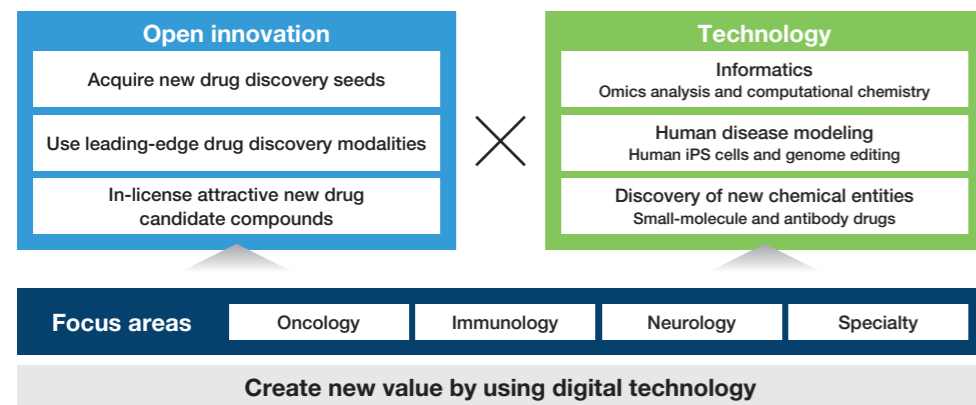 Open innovation
Acquire new drug discovery seeds
Use leading-edge drug discovery modalities
In-license attractive new drug
candidate compounds
Technology
Informatics
Omics analysis and computational chemistry
Human disease modeling
Human iPS cells and genome editing
Discovery of new chemical entities
Small-molecule and antibody drugs
Focus areas
Oncology
Immunology
Neurology
Specialty
Create new value by using digital technology